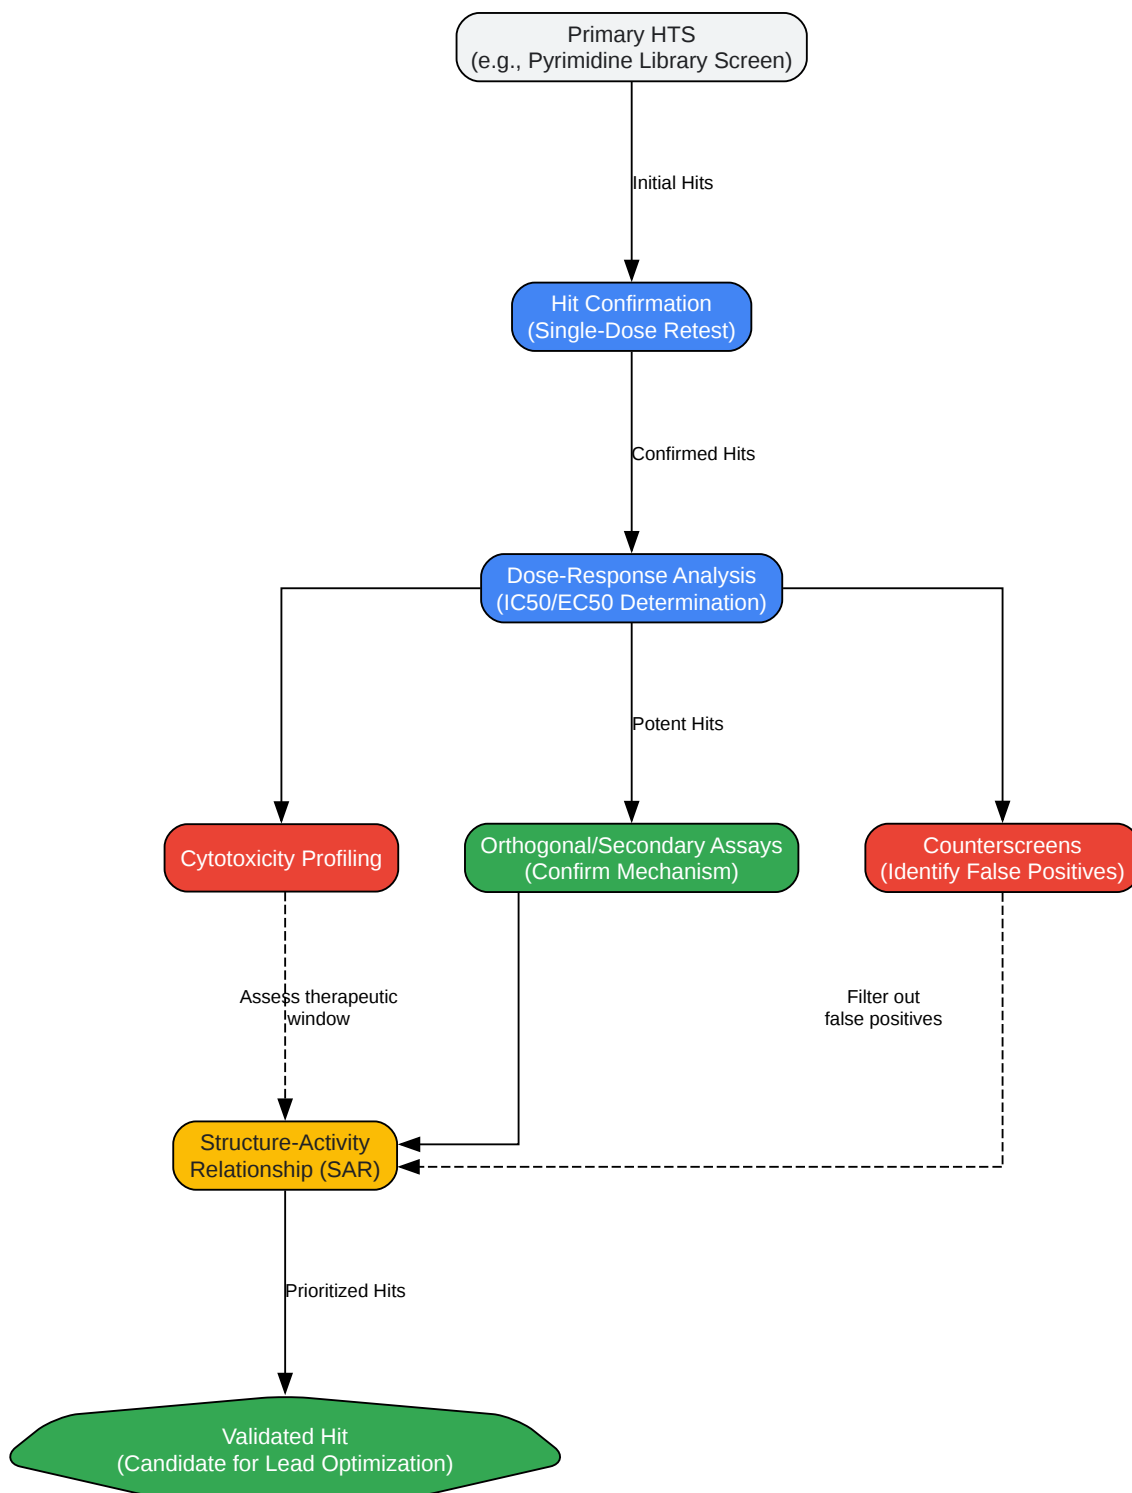 Primary HTS
(e.g., Pyrimidine Library Screen)
Initial Hits
Hit Confirmation
(Single-Dose Retest)
Confirmed Hits
Dose-Response Analysis
(IC50/EC50 Determination)
Potent Hits
Cytotoxicity Profiling
Orthogonal/Secondary Assays
(Confirm Mechanism)
Counterscreens
(Identify False Positives)
Assess therapeutic
window
Filter out
false positives
Structure-Activity
Relationship (SAR)
Prioritized Hits
Validated Hit
(Candidate for Lead Optimization)